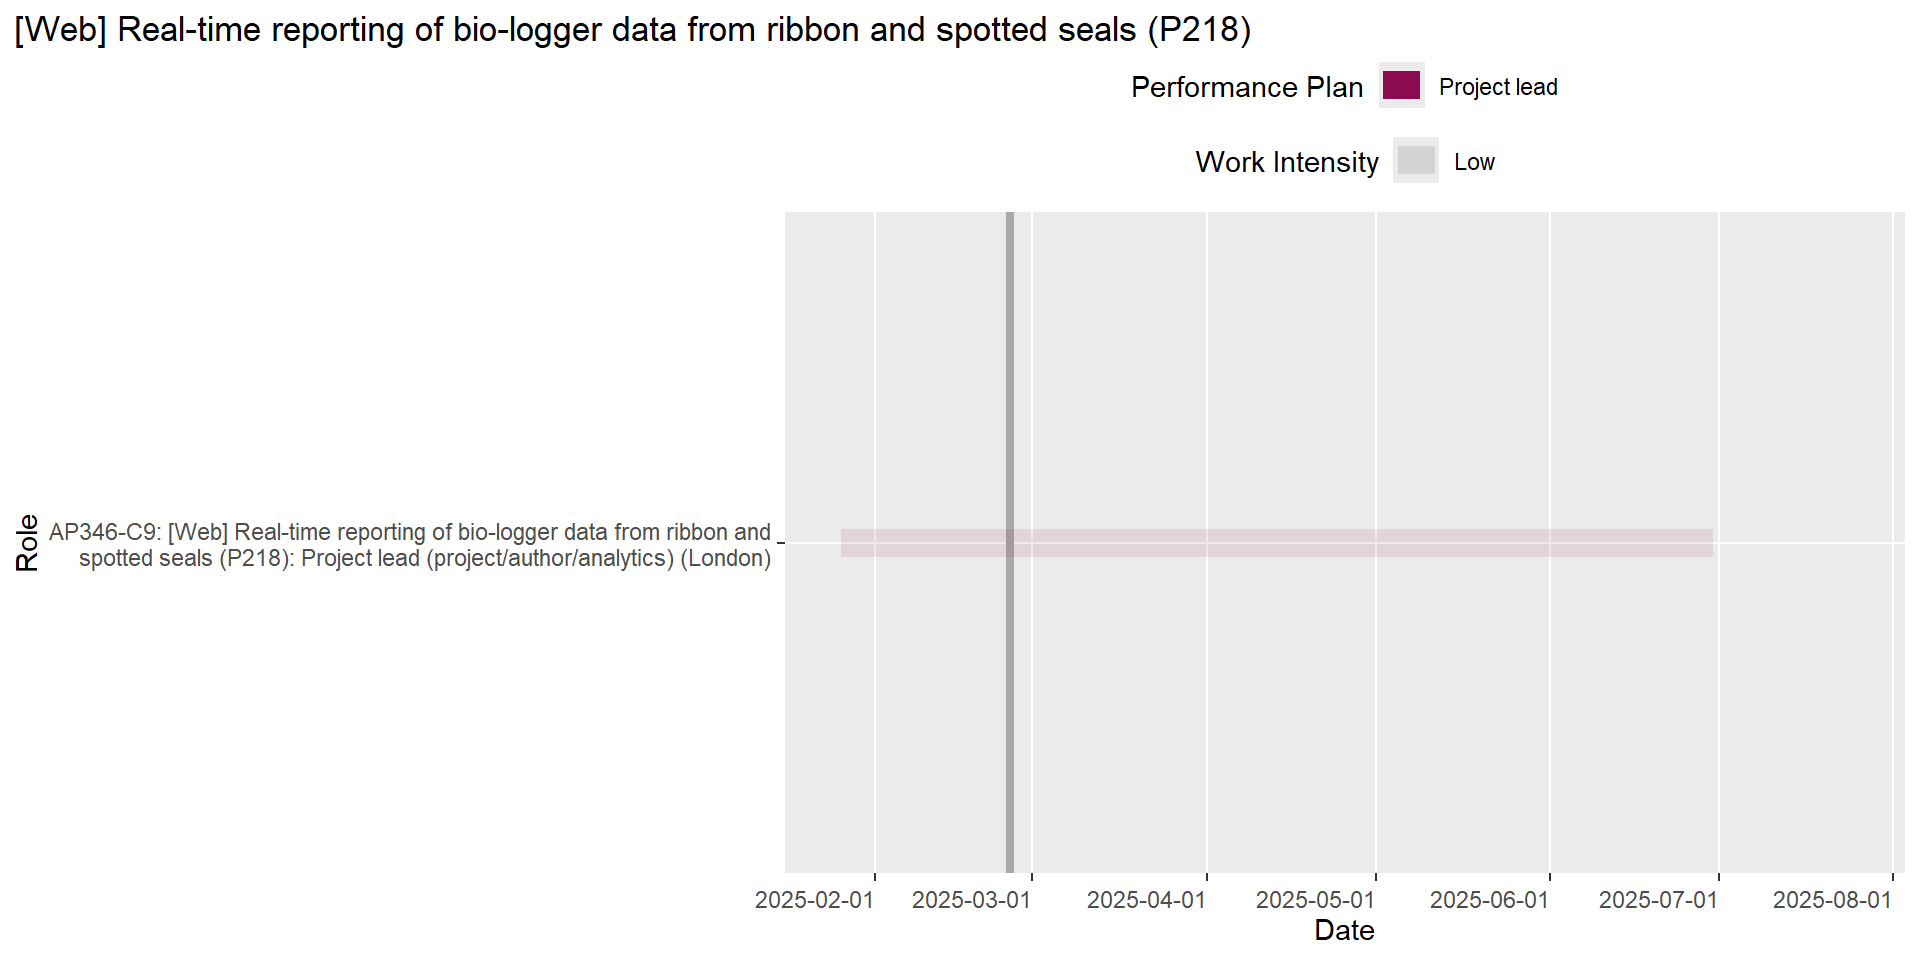 [Web] Real-time reporting of bio-logger data from ribbon and spotted seals (P218)
Performance Plan
Project lead
Work Intensity
Low
Role
AP346-C9: [Web] Real-time reporting of bio-logger data from ribbon and
spotted seals (P218): Project lead (project/author/analytics) (London)
2025-02-01
2025-03-01
2025-04-01
2025-05-01
2025-06-01
2025-07-01
2025-08-01
Date